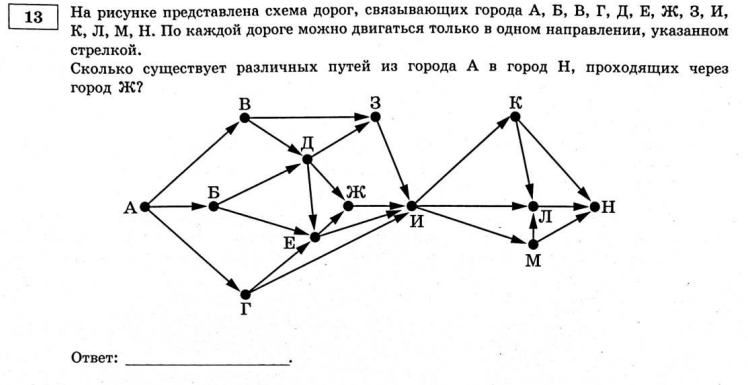 13
На рисунке представлена схема дорог, связывающих города А, Б, В, Г, Д, Е, Ж, З, И,
К, Л, М, Н. По каждой дороге можно двигаться только в одном направлении, указанном
стрелкой.
Сколько существует различных путей из города А в город Н, проходящих через
город Ж?
В
З
К
Д
А
Б
Ж
И
Л
Н
Е
М
Г
Ответ: ____________________.